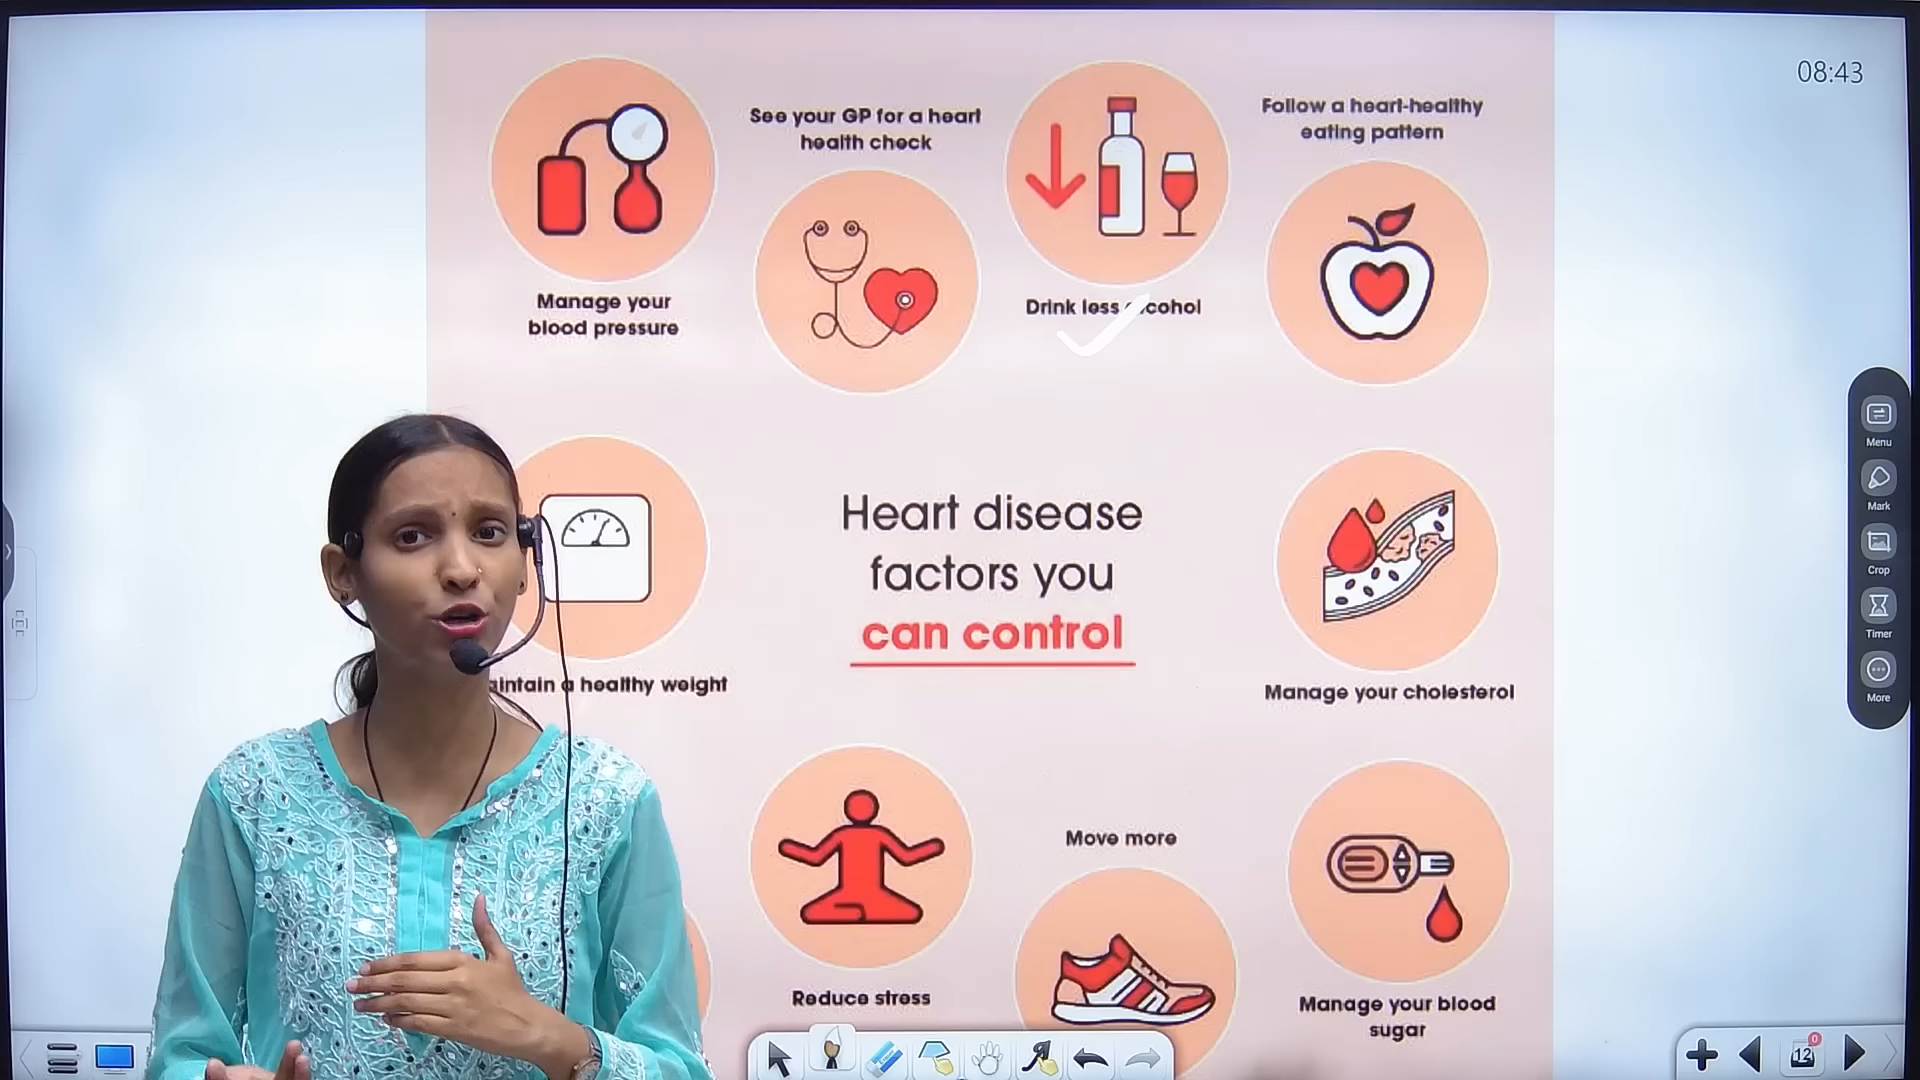 08:43
See your GP for a heart
health check
Follow a heart-healthy
eating pattern
Manage your
blood pressure
Drink less alcohol
Heart disease
factors you
can control
aintain a healthy weight
Manage your cholesterol
Move more
Reduce stress
Manage your blood
sugar
Menu
Mark
Crop
Timer
More
12
0